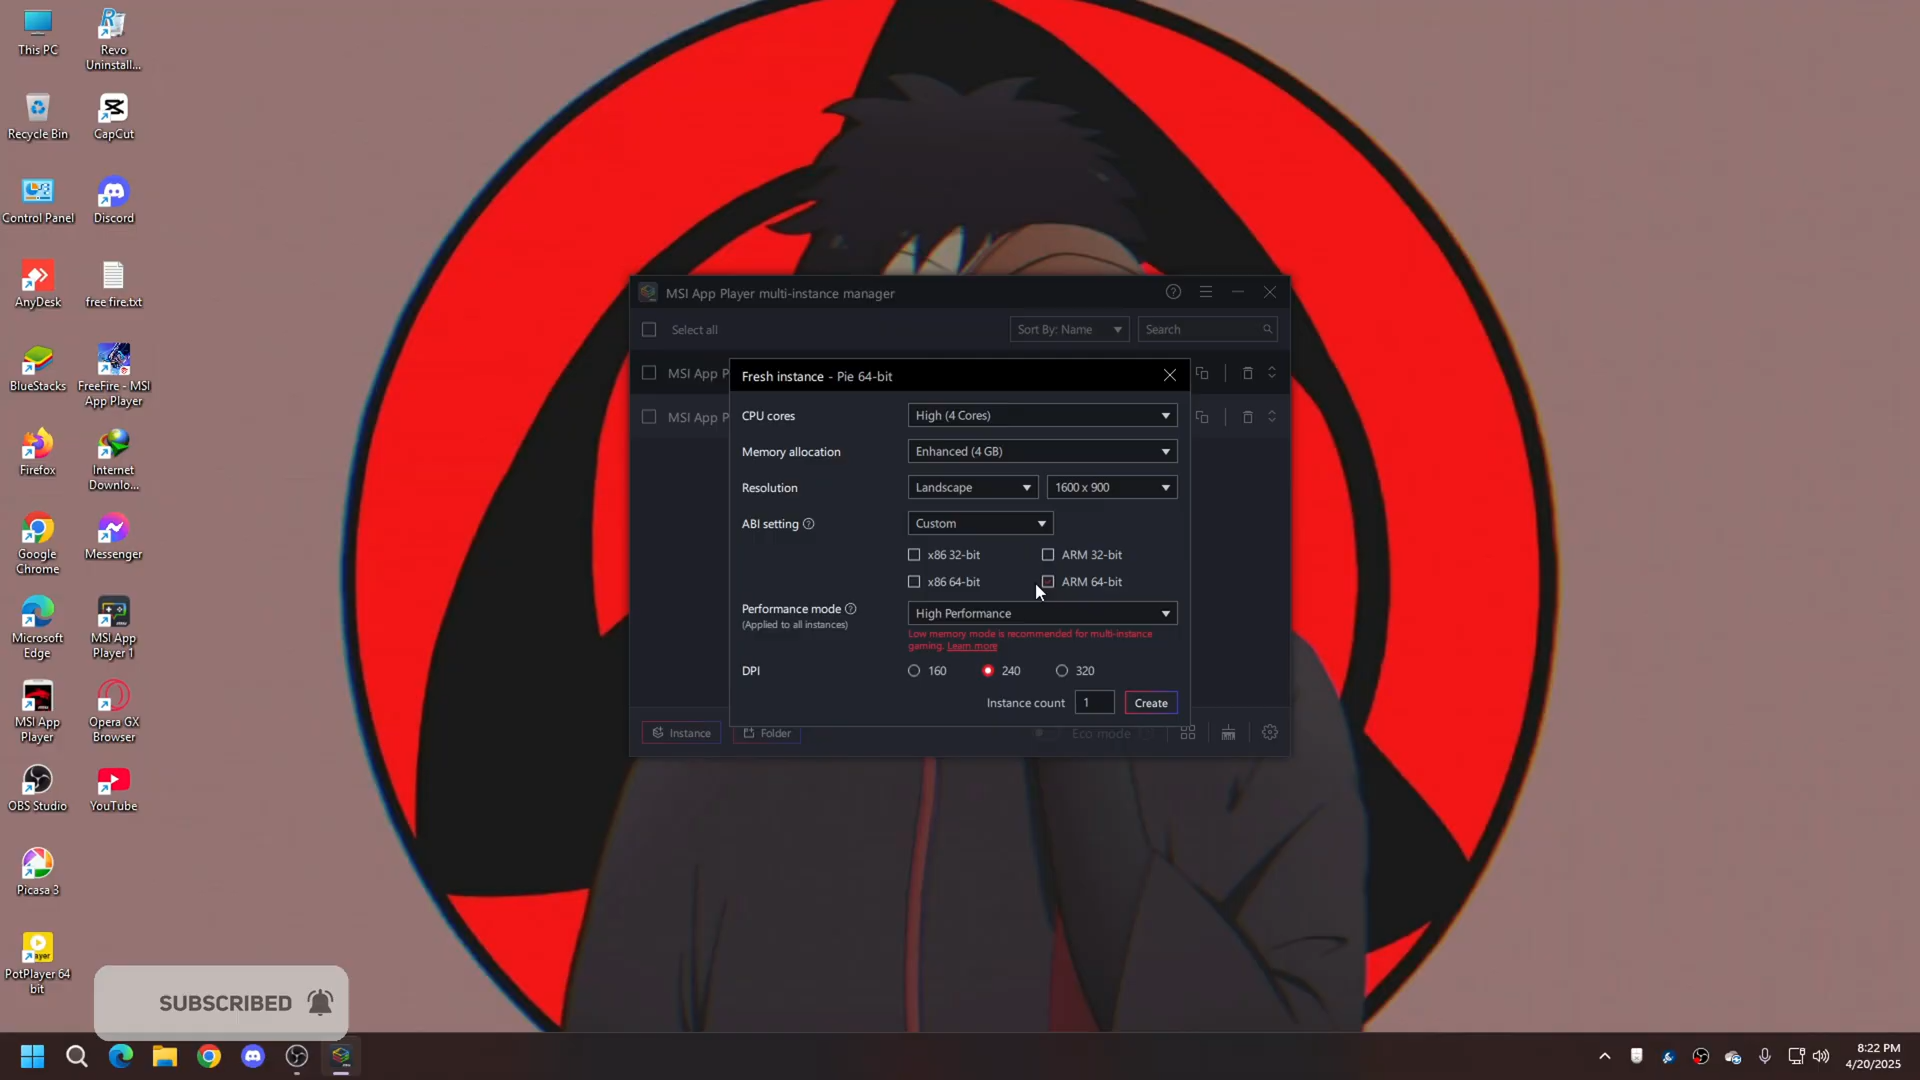 This PC
Revo
Uninstall...
Recycle Bin
CapCut
Control Panel
Discord
AnyDesk
free fire.txt
BlueStacks
FreeFire - MSI
App Player
Firefox
Internet
Downlo...
Google
Chrome
Messenger
Microsoft
Edge
MSI App
Player 1
MSI App
Player
Opera GX
Browser
OBS Studio
YouTube
Picasa 3
PotPlayer 64
bit
MSI App Player multi-instance manager
Select all
Sort By: Name
Search
MSI App P
MSI App P
Fresh instance - Pie 64-bit
CPU cores
High (4 Cores)
Memory allocation
Enhanced (4 GB)
Resolution
Landscape
1600 x 900
ABI setting
Custom
x86 32-bit
ARM 32-bit
x86 64-bit
ARM 64-bit
Performance mode
(Applied to all instances)
High Performance
Low memory mode is recommended for multi-instance
gaming. Learn more
DPI
160
240
320
Instance count
1
Create
Instance
Folder
Eco mode
SUBSCRIBED
8:22 PM
4/20/2025